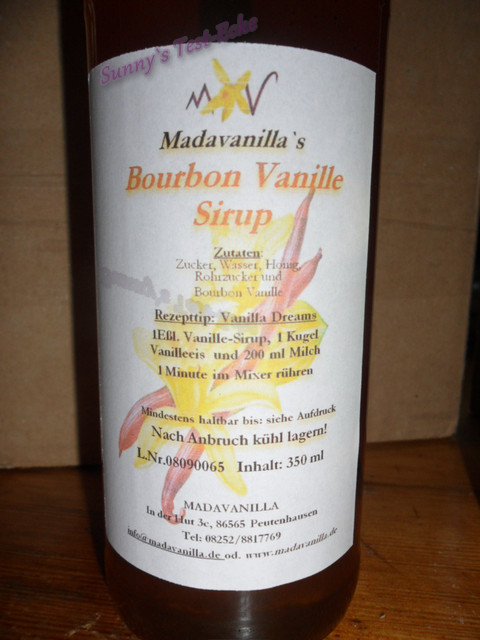 Sunny's Test-Ecke
M V
Madavanilla`s
Bourbon Vanille
Sirup
Zutaten:
Zucker, Wasser, Honig,
Rohrzucker und
Bourbon Vanille
Rezepttip: Vanilla Dreams
1Eßl. Vanille-Sirup, 1 Kugel
Vanilleeis und 200 ml Milch
1 Minute im Mixer rühren
Mindestens haltbar bis: siehe Aufdruck
Nach Anbruch kühl lagern!
L.Nr.08090065 Inhalt: 350 ml
MADAVANILLA
In der Hut 3c, 86565 Peutenhausen
Tel: 08252/8817769
info@madavanilla.de od. www.madavanilla.de